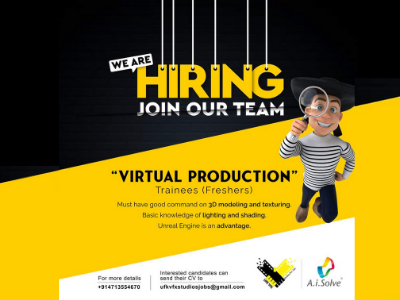 WE ARE
HIRING
JOIN OUR TEAM
“VIRTUAL PRODUCTION”
Trainees (Freshers)
Must have good command on 3D modeling and texturing.
Basic knowledge of lighting and shading.
Unreal Engine is an advantage.
For more details
+914713554670
Interested candidates can
send their CV to
ufkvfxstudiosjobs@gmail.com
A.i.Solve